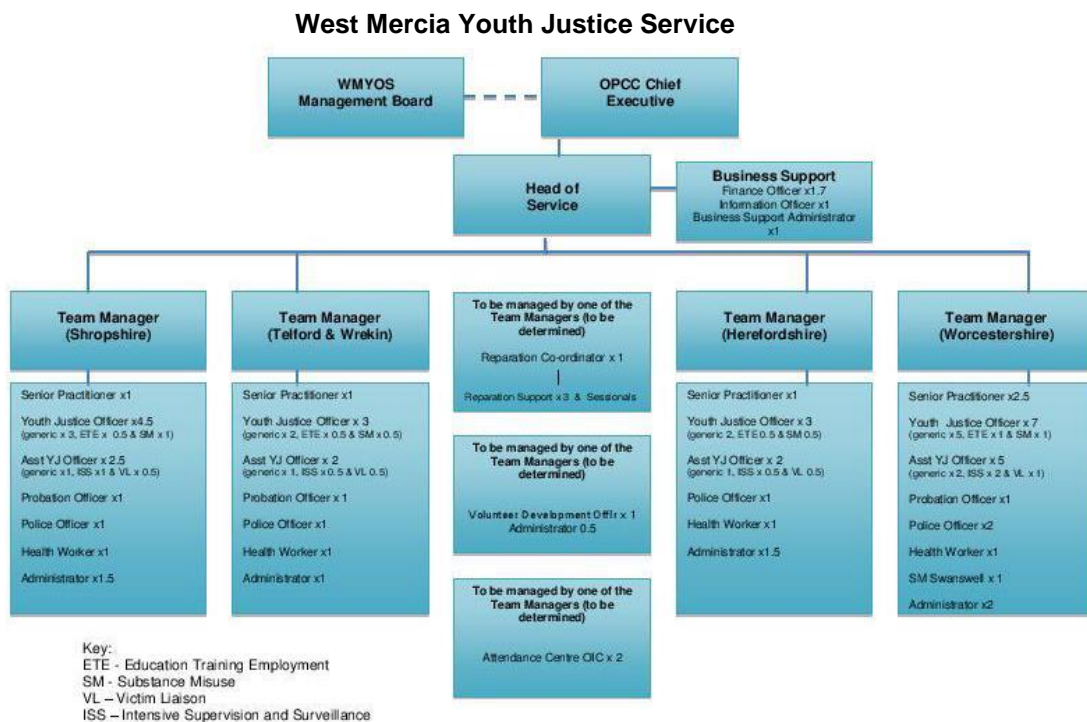 West Mercia Youth Justice Service
WMYOS
Management Board
OPCC Chief
Executive
Head of
Service
Business Support
Finance Officer x1.7
Information Officer x1
Business Support Administrator
x1
Team Manager
(Shropshire)
Senior Practitioner x1
Youth Justice Officer x4.5
(generic x 3, ETE x 0.5 & SM x 1)
Asst YJ Officer x 2.5
(generic x1, ISS x1 & VL x 0.5)
Probation Officer x1
Police Officer x1
Health Worker x1
Administrator x1.5
Team Manager
(Telford & Wrekin)
Senior Practitioner x1
Youth Justice Officer x 3
(generic x 2, ETE x 0.5 & SM x 0.5)
Asst YJ Officer x 2
(generic x 1, ISS x 0.5 & VL 0.5)
Probation Officer x 1
Police Officer x1
Health Worker x1
Administrator x1
To be managed by one of the
Team Managers (to be
determined)
Reparation Co-ordinator x 1
Reparation Support x 3 & Sessionals
To be managed by one of the
Team Managers (to be
determined)
Volunteer Development Offir x 1
Administrator 0.5
To be managed by one of the
Team Managers (to be
determined)
Attendance Centre OIC x 2
Team Manager
(Herefordshire)
Senior Practitioner x1
Youth Justice Officer x 3
(generic 2, ETE 0.5 & SM 0.5)
Asst YJ Officer x 2
(generic 1, ISS x 0.5 & VL 0.5)
Police Officer x1
Health Worker x1
Administrator x1.5
Team Manager
(Worcestershire)
Senior Practitioner x2.5
Youth Justice Officer x 7
(generic x 5, ETE x 1 & SM x 1)
Asst YJ Officer x 5
(generic x 2, ISS x 2 & VL x 1)
Probation Officer x1
Police Officer x2
Health Worker x1
SM Swanswell x 1
Administrator x2
Key:
ETE - Education Training Employment
SM - Substance Misuse
VL – Victim Liaison
ISS – Intensive Supervision and Surveillance